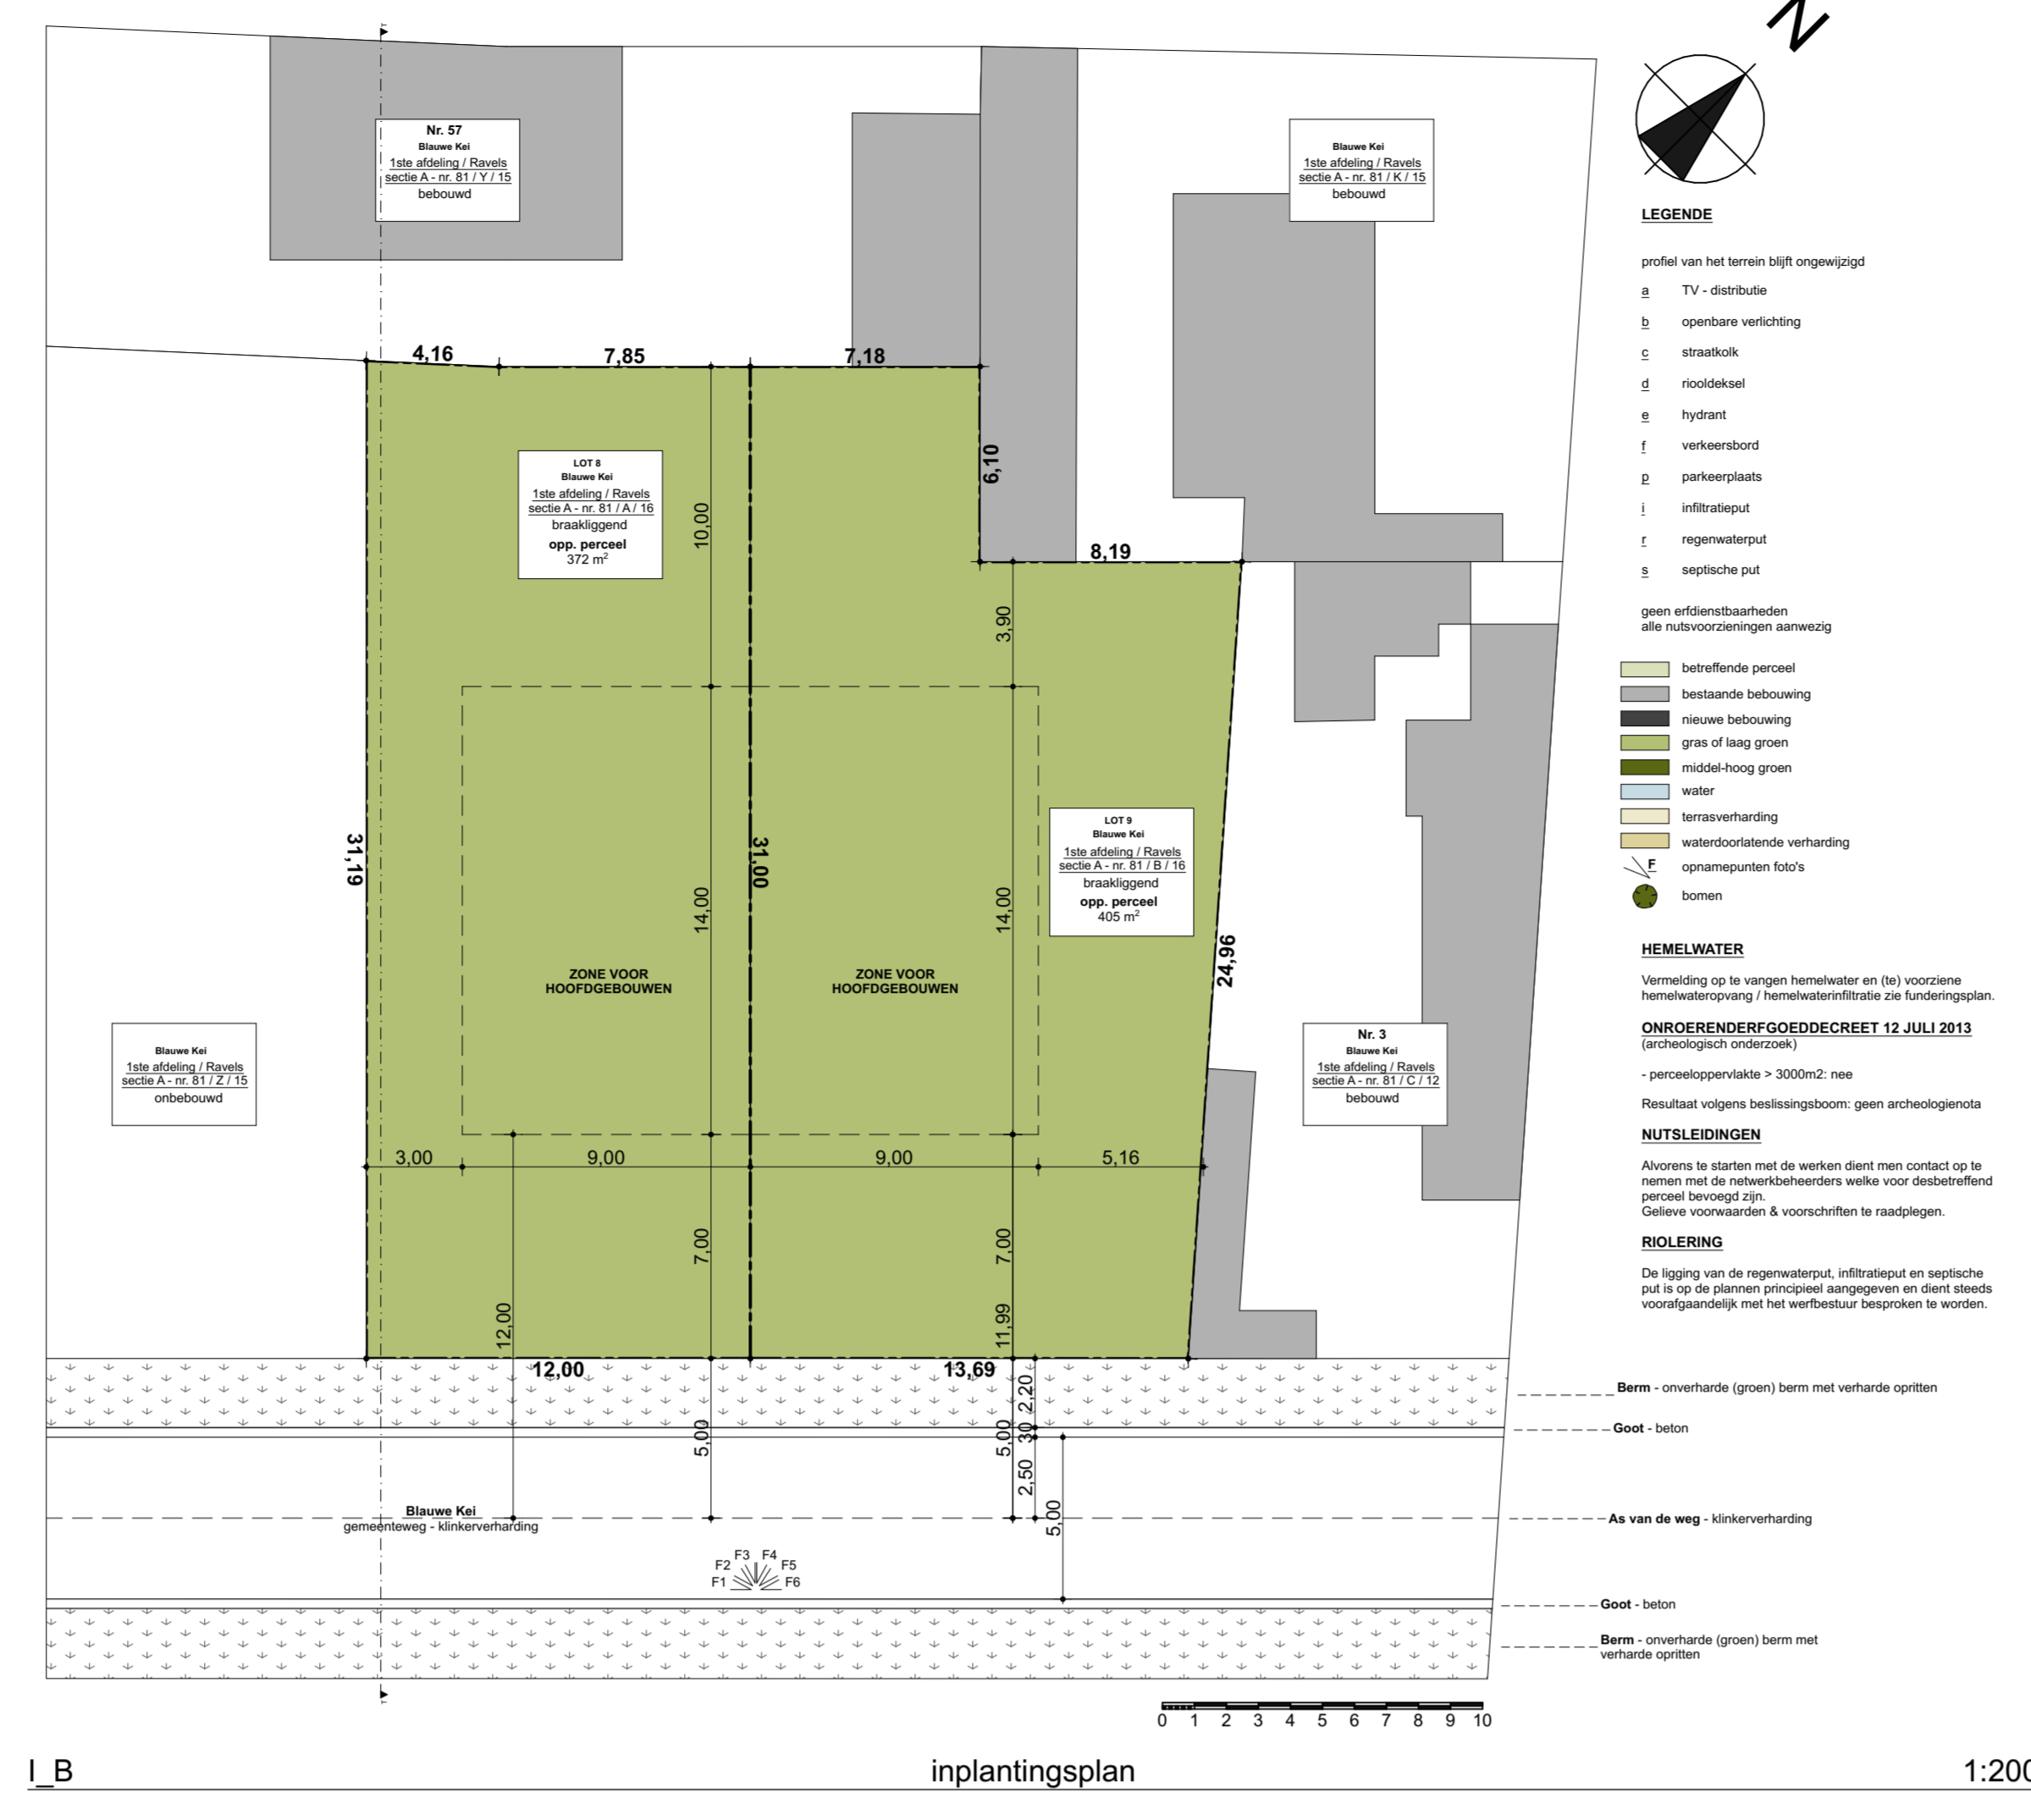 N
Nr. 57
Blauwe Kei
1ste afdeling / Ravels
sectie A - nr. 81 / Y / 15
bebouwd
Blauwe Kei
1ste afdeling / Ravels
sectie A - nr. 81 / K / 15
bebouwd
4,16
7,85
7,18
6,10
8,19
LOT 8
Blauwe Kei
1ste afdeling / Ravels
sectie A - nr. 81 / A / 16
braakliggend
opp. perceel
372 m²
10,00
3,90
31,19
31,00
14,00
14,00
24,96
LOT 9
Blauwe Kei
1ste afdeling / Ravels
sectie A - nr. 81 / B / 16
braakliggend
opp. perceel
405 m²
ZONE VOOR
HOOFDGEBOUWEN
ZONE VOOR
HOOFDGEBOUWEN
Blauwe Kei
1ste afdeling / Ravels
sectie A - nr. 81 / Z / 15
onbebouwd
Nr. 3
Blauwe Kei
1ste afdeling / Ravels
sectie A - nr. 81 / C / 12
bebouwd
3,00
9,00
9,00
5,16
7,00
7,00
12,00
11,99
12,00
13,69
2,20
5,00
5,00
30
2,50
5,00
Blauwe Kei
gemeenteweg - klinkerverharding
F1
F2
F3
F4
F5
F6
LEGENDE
profiel van het terrein blijft ongewijzigd
a TV - distributie
b openbare verlichting
c straatkolk
d riooldeksel
e hydrant
f verkeersbord
p parkeerplaats
i infiltratieput
r regenwaterput
s septische put
geen erfdienstbaarheden
alle nutsvoorzieningen aanwezig
betreffende perceel
bestaande bebouwing
nieuwe bebouwing
gras of laag groen
middel-hoog groen
water
terrasverharding
waterdoorlatende verharding
F opnamepunten foto's
bomen
HEMELWATER
Vermelding op te vangen hemelwater en (te) voorziene
hemelwateropvang / hemelwaterinfiltratie zie funderingsplan.
ONROERENDERFGOEDDECREET 12 JULI 2013
(archeologisch onderzoek)
- perceeloppervlakte > 3000m2: nee
Resultaat volgens beslissingsboom: geen archeologienota
NUTSLEIDINGEN
Alvorens te starten met de werken dient men contact op te
nemen met de netwerkbeheerders welke voor desbetreffend
perceel bevoegd zijn.
Gelieve voorwaarden & voorschriften te raadplegen.
RIOLERING
De ligging van de regenwaterput, infiltratieput en septische
put is op de plannen principieel aangegeven en dient steeds
voorafgaandelijk met het werfbestuur besproken te worden.
Berm - onverharde (groen) berm met verharde opritten
Goot - beton
As van de weg - klinkerverharding
Goot - beton
Berm - onverharde (groen) berm met
verharde opritten
0 1 2 3 4 5 6 7 8 9 10
I_B
inplantingsplan
1:200